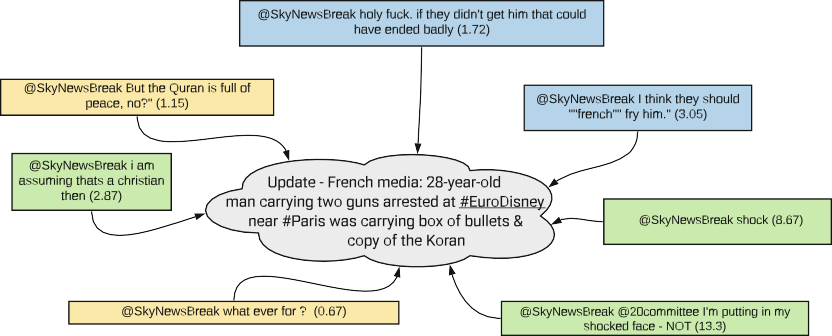 @SkyNewsBreak holy fuck. if they didn't get him that could
have ended badly (1.72)
@SkyNewsBreak But the Quran is full of
peace, no?" (1.15)
@SkyNewsBreak I think they should
""french"" fry him." (3.05)
@SkyNewsBreak i am
assuming thats a christian
then (2.87)
Update - French media: 28-year-old
man carrying two guns arrested at #EuroDisney
near #Paris was carrying box of bullets &
copy of the Koran
@SkyNewsBreak shock (8.67)
@SkyNewsBreak what ever for ? (0.67)
@SkyNewsBreak @20committee I'm putting in my
shocked face - NOT (13.3)